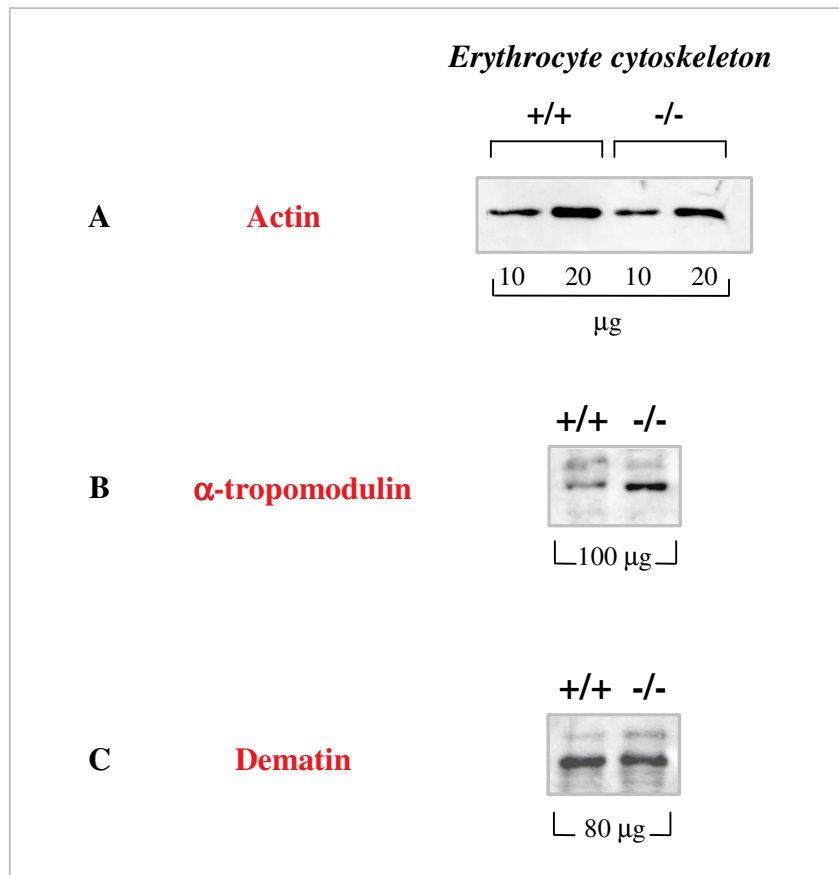 Erythrocyte cytoskeleton
+/+ -/-
A Actin
10 20 10 20
μg
+/+ -/-
B α-tropomodulin
100 μg
+/+ -/-
C Dematin
80 μg